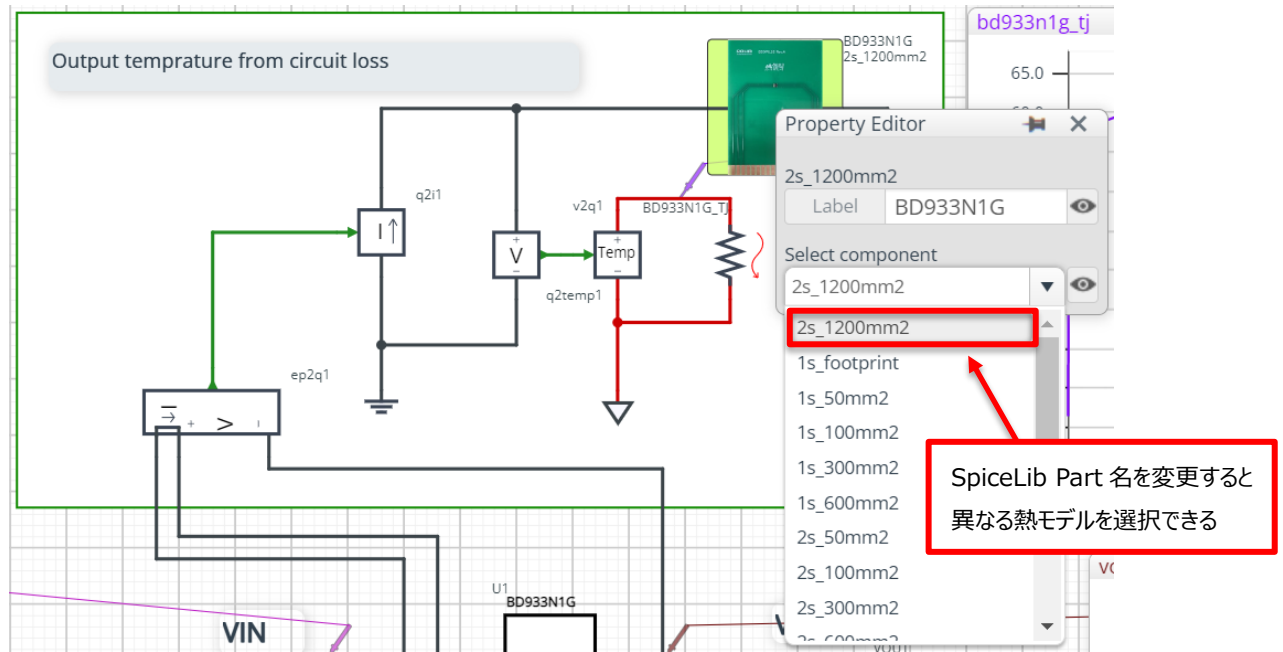 bd933n1g_tj
BD933N1G
2s_1200mm2
Output temprature from circuit loss
65.0
Property Editor
2s_1200mm2
Label BD933N1G
q2i1
v2q1
BD933N1G_TJ
I
V
Temp
Select component
2s_1200mm2
q2temp1
2s_1200mm2
1s_footprint
ep2q1
1s_50mm2
I
+
V
-
1s_100mm2
1s_300mm2
SpiceLib Part 名を変更すると
異なる熱モデルを選択できる
1s_600mm2
2s_50mm2
2s_100mm2
U1
BD933N1G
2s_300mm2
VIN